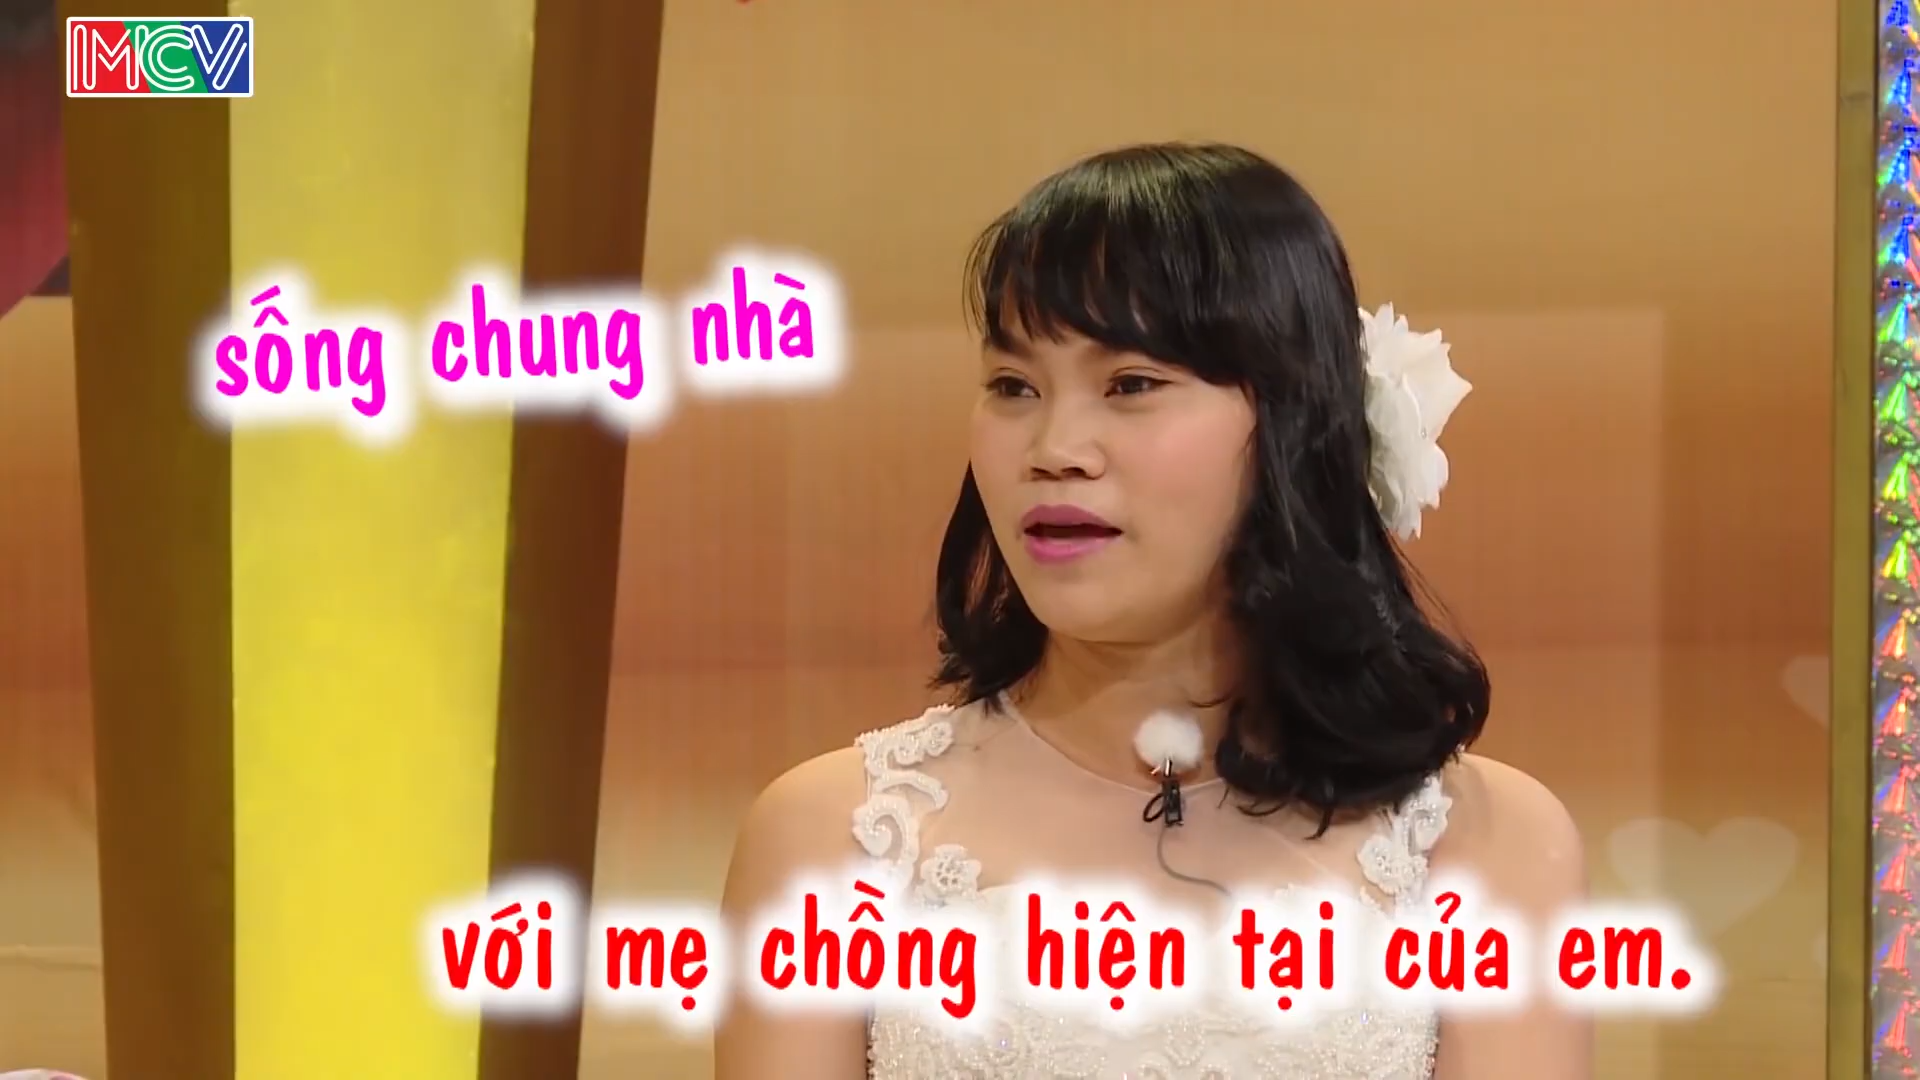 MCV
sống chung nhà
với mẹ chồng hiện tại của em.